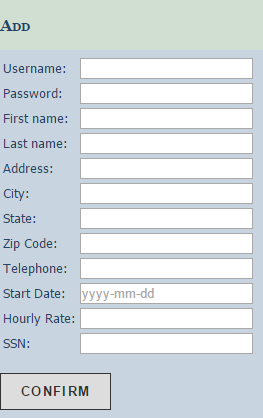 Add
Username:
Password:
First name:
Last name:
Address:
City:
State:
Zip Code:
Telephone:
Start Date: yyyy-mm-dd
Hourly Rate:
SSN:
CONFIRM